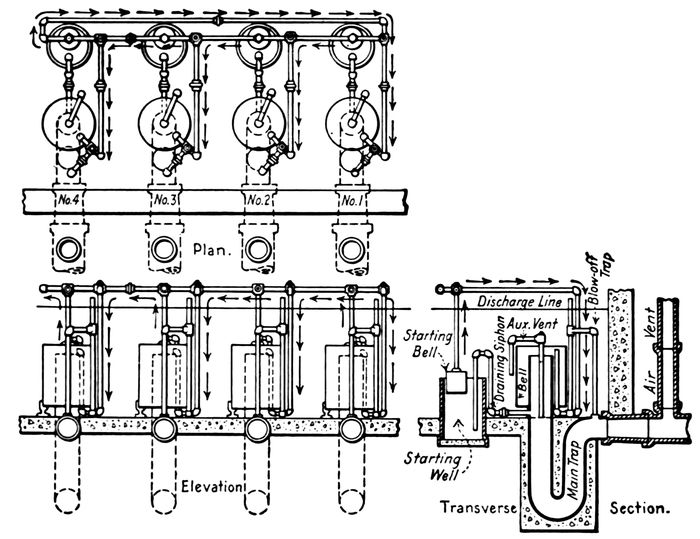 No.4 No.3 No.2 No.1
Plan.
Elevation
Discharge Line
Blow-off
Trap
Starting
Bell
Draining Siphon
Aux. Vent
Bell
Air Vent
Main Trap
Starting
Well
Transverse Section.